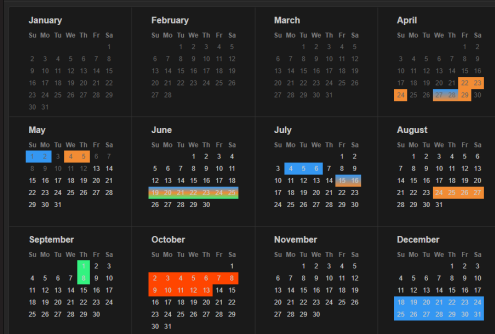 January
Su Mo Tu We Th Fr Sa
1
2 3 4 5 6 7 8
9 10 11 12 13 14 15
16 17 18 19 20 21 22
23 24 25 26 27 28 29
30 31
February
Su Mo Tu We Th Fr Sa
1 2 3 4 5
6 7 8 9 10 11 12
13 14 15 16 17 18 19
20 21 22 23 24 25 26
27 28
March
Su Mo Tu We Th Fr Sa
1 2 3 4 5
6 7 8 9 10 11 12
13 14 15 16 17 18 19
20 21 22 23 24 25 26
27 28 29 30 31
April
Su Mo Tu We Th Fr Sa
1 2
3 4 5 6 7 8 9
10 11 12 13 14 15 16
17 18 19 20 21 22 23
24 25 26 27 28 29 30
May
Su Mo Tu We Th Fr Sa
1 2 3 4 5 6 7
8 9 10 11 12 13 14
15 16 17 18 19 20 21
22 23 24 25 26 27 28
29 30 31
June
Su Mo Tu We Th Fr Sa
1 2 3 4
5 6 7 8 9 10 11
12 13 14 15 16 17 18
19 20 21 22 23 24 25
26 27 28 29 30
July
Su Mo Tu We Th Fr Sa
1 2
3 4 5 6 7 8 9
10 11 12 13 14 15 16
17 18 19 20 21 22 23
24 25 26 27 28 29 30
31
August
Su Mo Tu We Th Fr Sa
1 2 3 4 5 6
7 8 9 10 11 12 13
14 15 16 17 18 19 20
21 22 23 24 25 26 27
28 29 30 31
September
Su Mo Tu We Th Fr Sa
1 2 3
4 5 6 7 8 9 10
11 12 13 14 15 16 17
18 19 20 21 22 23 24
25 26 27 28 29 30
October
Su Mo Tu We Th Fr Sa
1
2 3 4 5 6 7 8
9 10 11 12 13 14 15
16 17 18 19 20 21 22
23 24 25 26 27 28 29
30 31
November
Su Mo Tu We Th Fr Sa
1 2 3 4 5
6 7 8 9 10 11 12
13 14 15 16 17 18 19
20 21 22 23 24 25 26
27 28 29 30
December
Su Mo Tu We Th Fr Sa
1 2 3
4 5 6 7 8 9 10
11 12 13 14 15 16 17
18 19 20 21 22 23 24
25 26 27 28 29 30 31